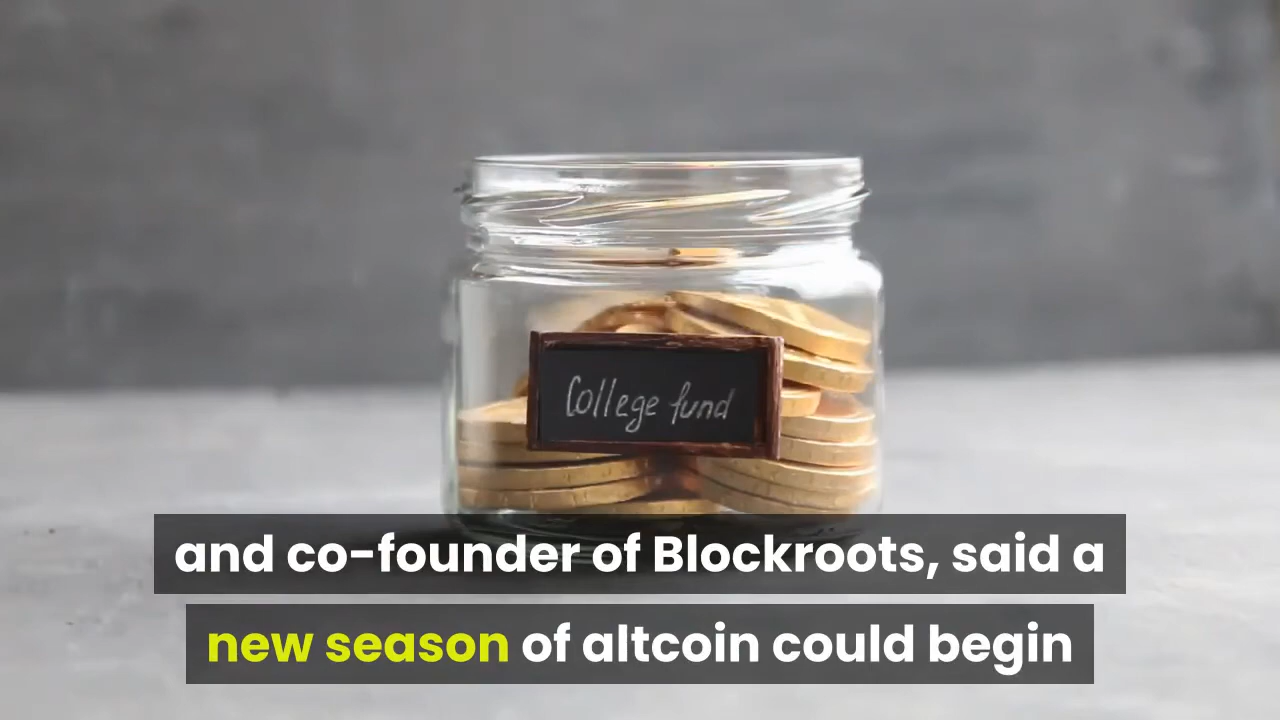 College fund
and co-founder of Blockroots, said a
new season of altcoin could begin